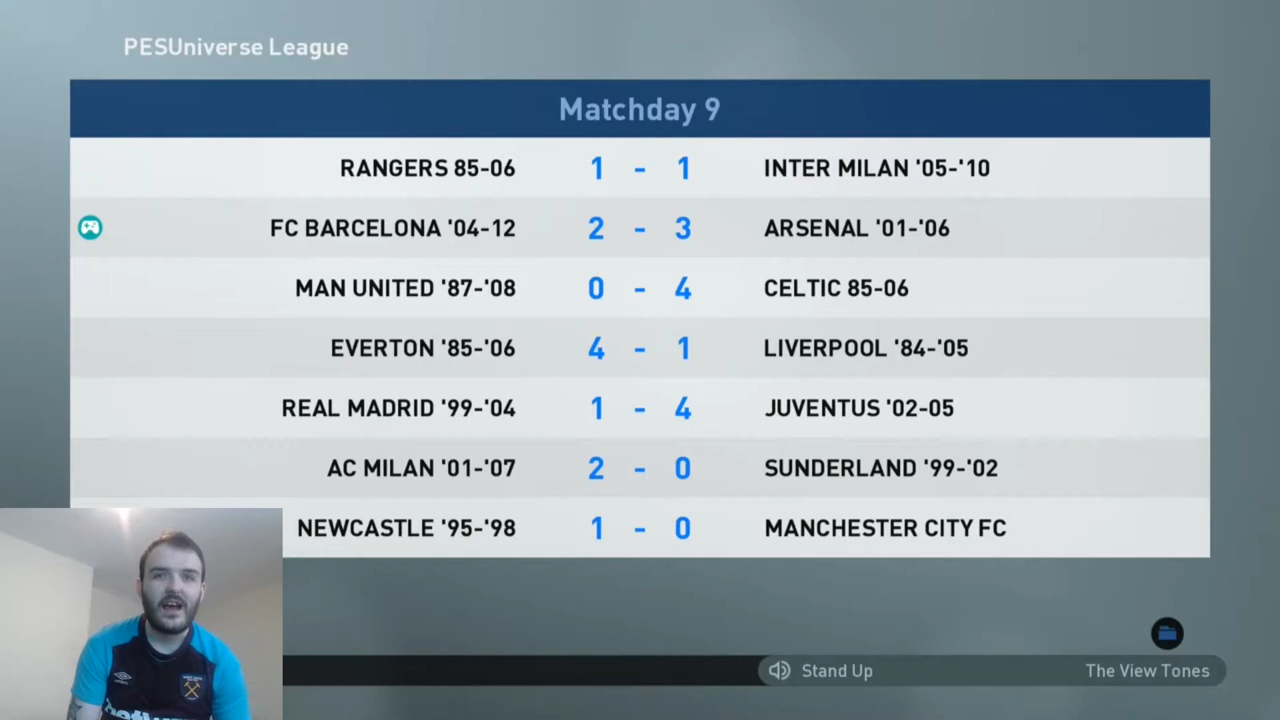 PESUniverse League
Matchday 9
RANGERS 85-06 1 - 1 INTER MILAN '05-'10
FC BARCELONA '04-12 2 - 3 ARSENAL '01-'06
MAN UNITED '87-'08 0 - 4 CELTIC 85-06
EVERTON '85-'06 4 - 1 LIVERPOOL '84-'05
REAL MADRID '99-'04 1 - 4 JUVENTUS '02-05
AC MILAN '01-'07 2 - 0 SUNDERLAND '99-'02
NEWCASTLE '95-'98 1 - 0 MANCHESTER CITY FC
Stand Up The View Tones